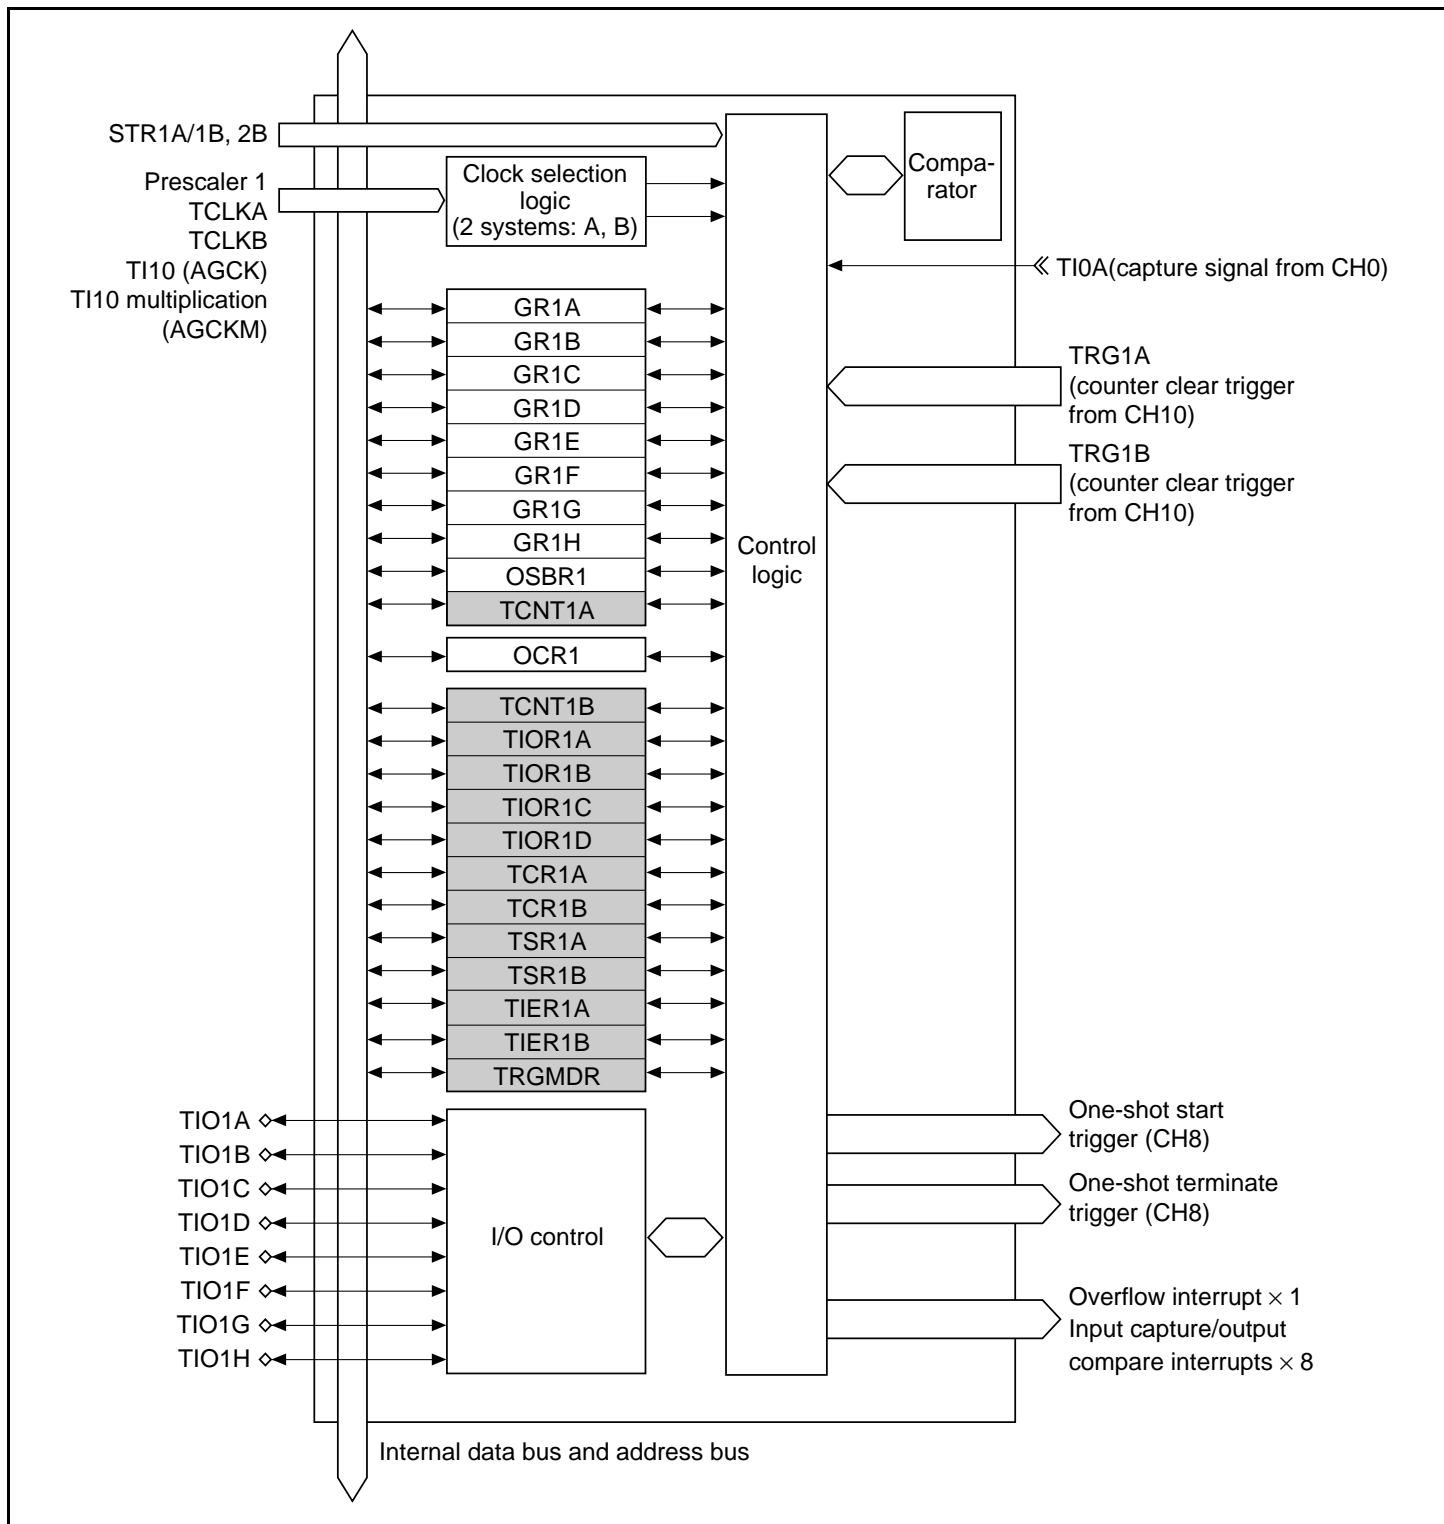 STR1A/1B, 2B
Prescaler 1
TCLKA
TCLKB
TI10 (AGCK)
TI10 multiplication
(AGCKM)
Clock selection
logic
(2 systems: A, B)
Compa-
rator
TI0A(capture signal from CH0)
TRG1A
(counter clear trigger
from CH10)
TRG1B
(counter clear trigger
from CH10)
GR1A
GR1B
GR1C
GR1D
GR1E
GR1F
GR1G
GR1H
OSBR1
TCNT1A
OCR1
Control
logic
TCNT1B
TIOR1A
TIOR1B
TIOR1C
TIOR1D
TCR1A
TCR1B
TSR1A
TSR1B
TIER1A
TIER1B
TRGMDR
TIO1A
TIO1B
TIO1C
TIO1D
TIO1E
TIO1F
TIO1G
TIO1H
I/O control
One-shot start
trigger (CH8)
One-shot terminate
trigger (CH8)
Overflow interrupt × 1
Input capture/output
compare interrupts × 8
Internal data bus and address bus